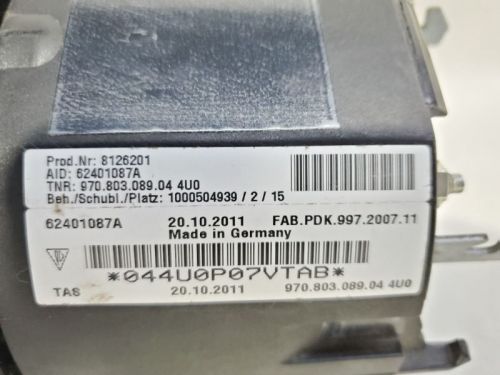 Prod.Nr: 8126201
AID: 62401087A
TNR: 970.803.089.04 4U0
Beh./Schubl./Platz: 1000504939 / 2 / 15
62401087A 20.10.2011 FAB.PDK.997.2007.11
Made in Germany
*044U0P07VTAB*
TAS 20.10.2011 970.803.089.04 4U0